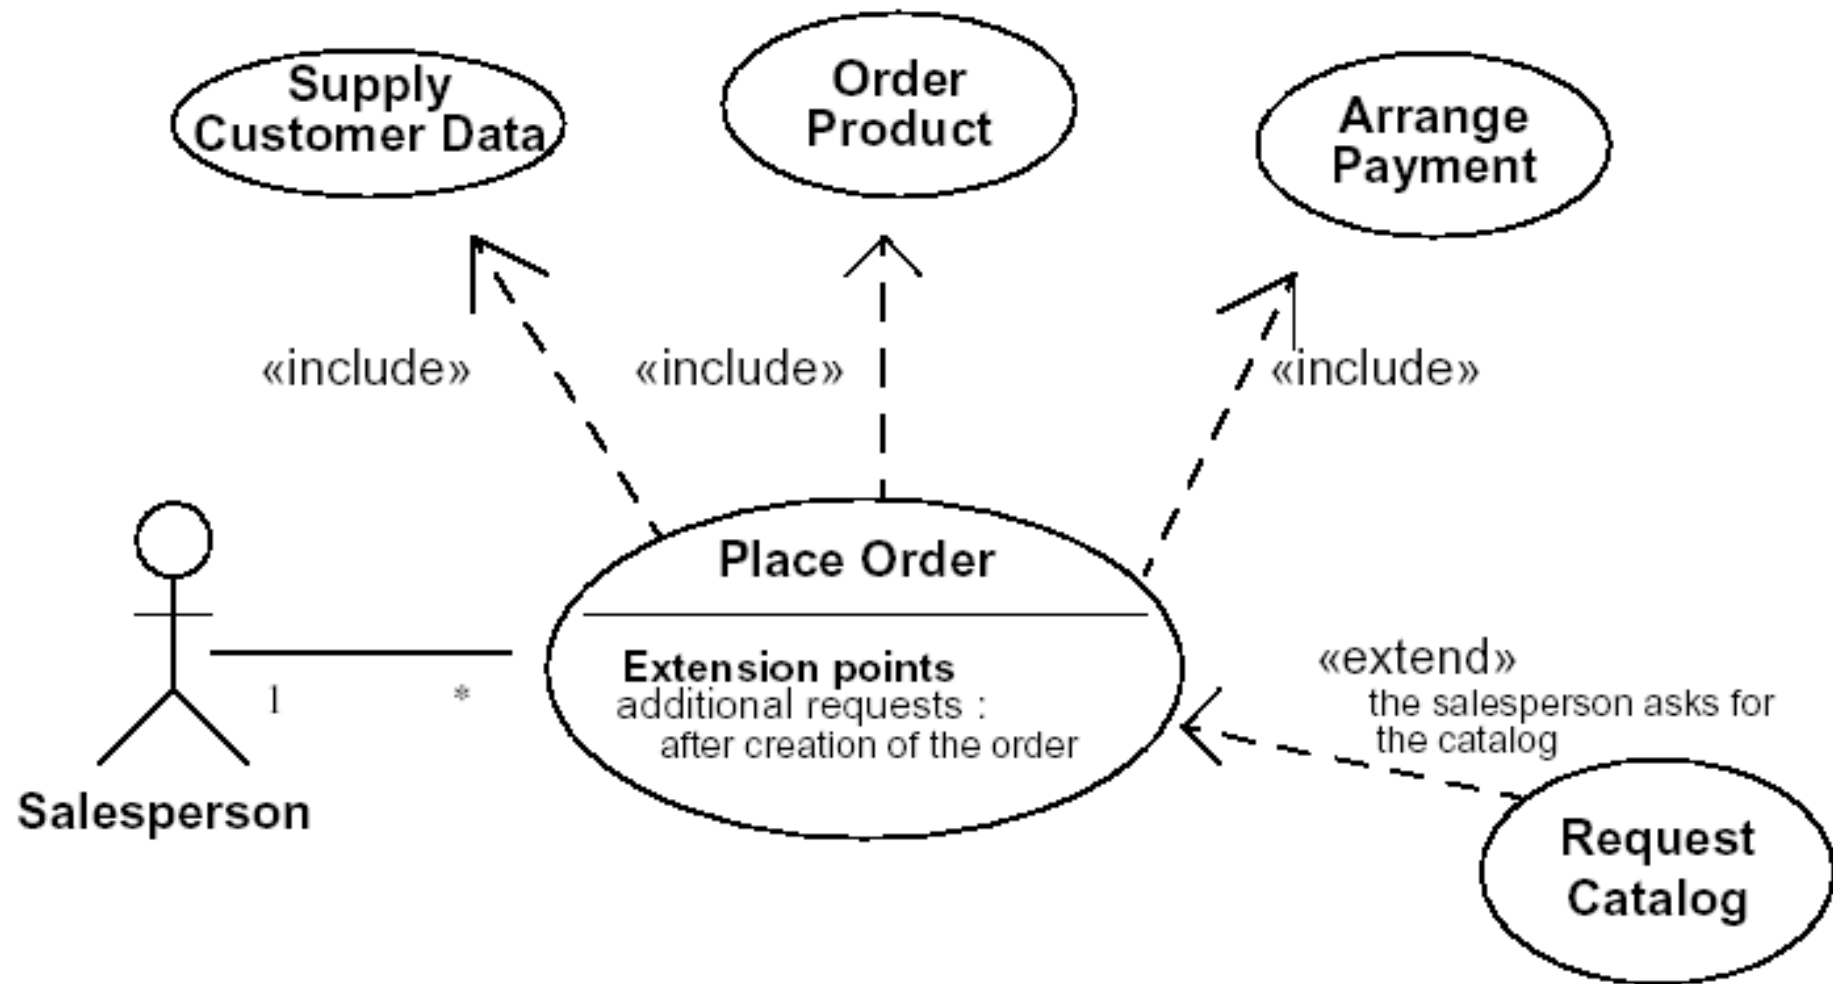 Supply
Customer Data
Order
Product
Arrange
Payment
«include»
«include»
«include»
Place Order
Extension points
additional requests :
after creation of the order
1
*
Salesperson
«extend»
the salesperson asks for
the catalog
Request
Catalog